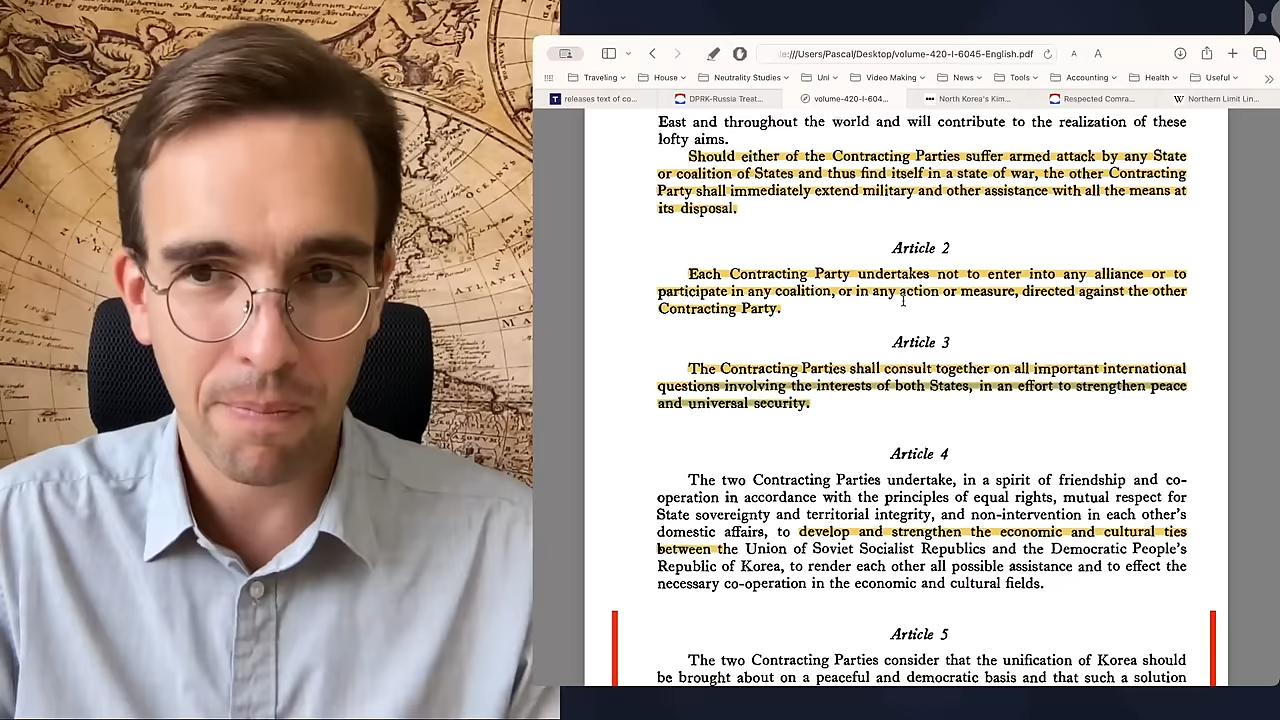 :///Users/Pascal/Desktop/volume-420-I-6045-English.pdf
A A
Traveling House Neutrality Studies Uni Video Making News Tools Accounting Health Useful
releases text of co... DPRK-Russia Treat... volume-420-I-604... North Korea's Kim... Respected Comra... Northern Limit Lin...
East and throughout the world and will contribute to the realization of these
lofty aims.
Should either of the Contracting Parties suffer armed attack by any State
or coalition of States and thus find itself in a state of war, the other Contracting
Party shall immediately extend military and other assistance with all the means at
its disposal.
Article 2
Each Contracting Party undertakes not to enter into any alliance or to
participate in any coalition, or in any action or measure, directed against the other
Contracting Party.
Article 3
The Contracting Parties shall consult together on all important international
questions involving the interests of both States, in an effort to strengthen peace
and universal security.
Article 4
The two Contracting Parties undertake, in a spirit of friendship and co-
operation in accordance with the principles of equal rights, mutual respect for
State sovereignty and territorial integrity, and non-intervention in each other's
domestic affairs, to develop and strengthen the economic and cultural ties
between the Union of Soviet Socialist Republics and the Democratic People's
Republic of Korea, to render each other all possible assistance and to effect the
necessary co-operation in the economic and cultural fields.
Article 5
The two Contracting Parties consider that the unification of Korea should
be brought about on a peaceful and democratic basis and that such a solution